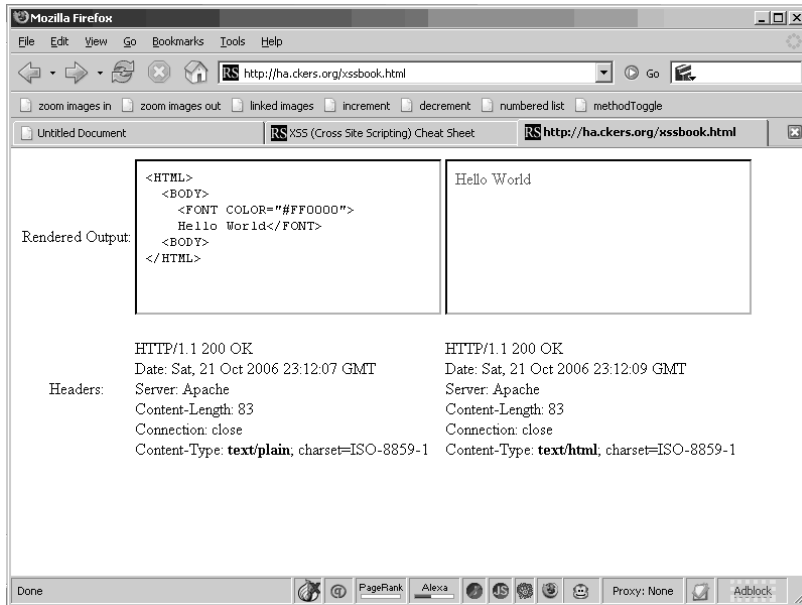 Mozilla Firefox
File Edit View Go Bookmarks Tools Help
RS http://ha.ckers.org/xssbook.html Go
zoom images in zoom images out linked images increment decrement numbered list methodToggle
Untitled Document RS XSS (Cross Site Scripting) Cheat Sheet RS http://ha.ckers.org/xssbook.html
Rendered Output:
<HTML>
<BODY>
<FONT COLOR="#FF0000">
Hello World</FONT>
<BODY>
</HTML>
Hello World
Headers:
HTTP/1.1 200 OK
Date: Sat, 21 Oct 2006 23:12:07 GMT
Server: Apache
Content-Length: 83
Connection: close
Content-Type: text/plain; charset=ISO-8859-1
HTTP/1.1 200 OK
Date: Sat, 21 Oct 2006 23:12:09 GMT
Server: Apache
Content-Length: 83
Connection: close
Content-Type: text/html; charset=ISO-8859-1
Done @ PageRank Alexa JS Proxy: None Adblock